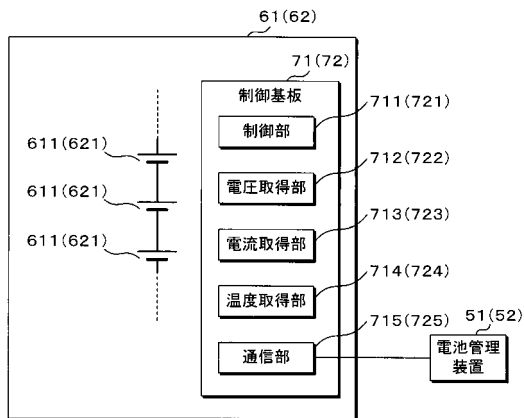 61(62)
71(72)
制御基板
711(721)
制御部
611(621)
712(722)
電圧取得部
611(621)
713(723)
電流取得部
611(621)
714(724)
温度取得部
715(725)
51(52)
通信部
電池管理
装置